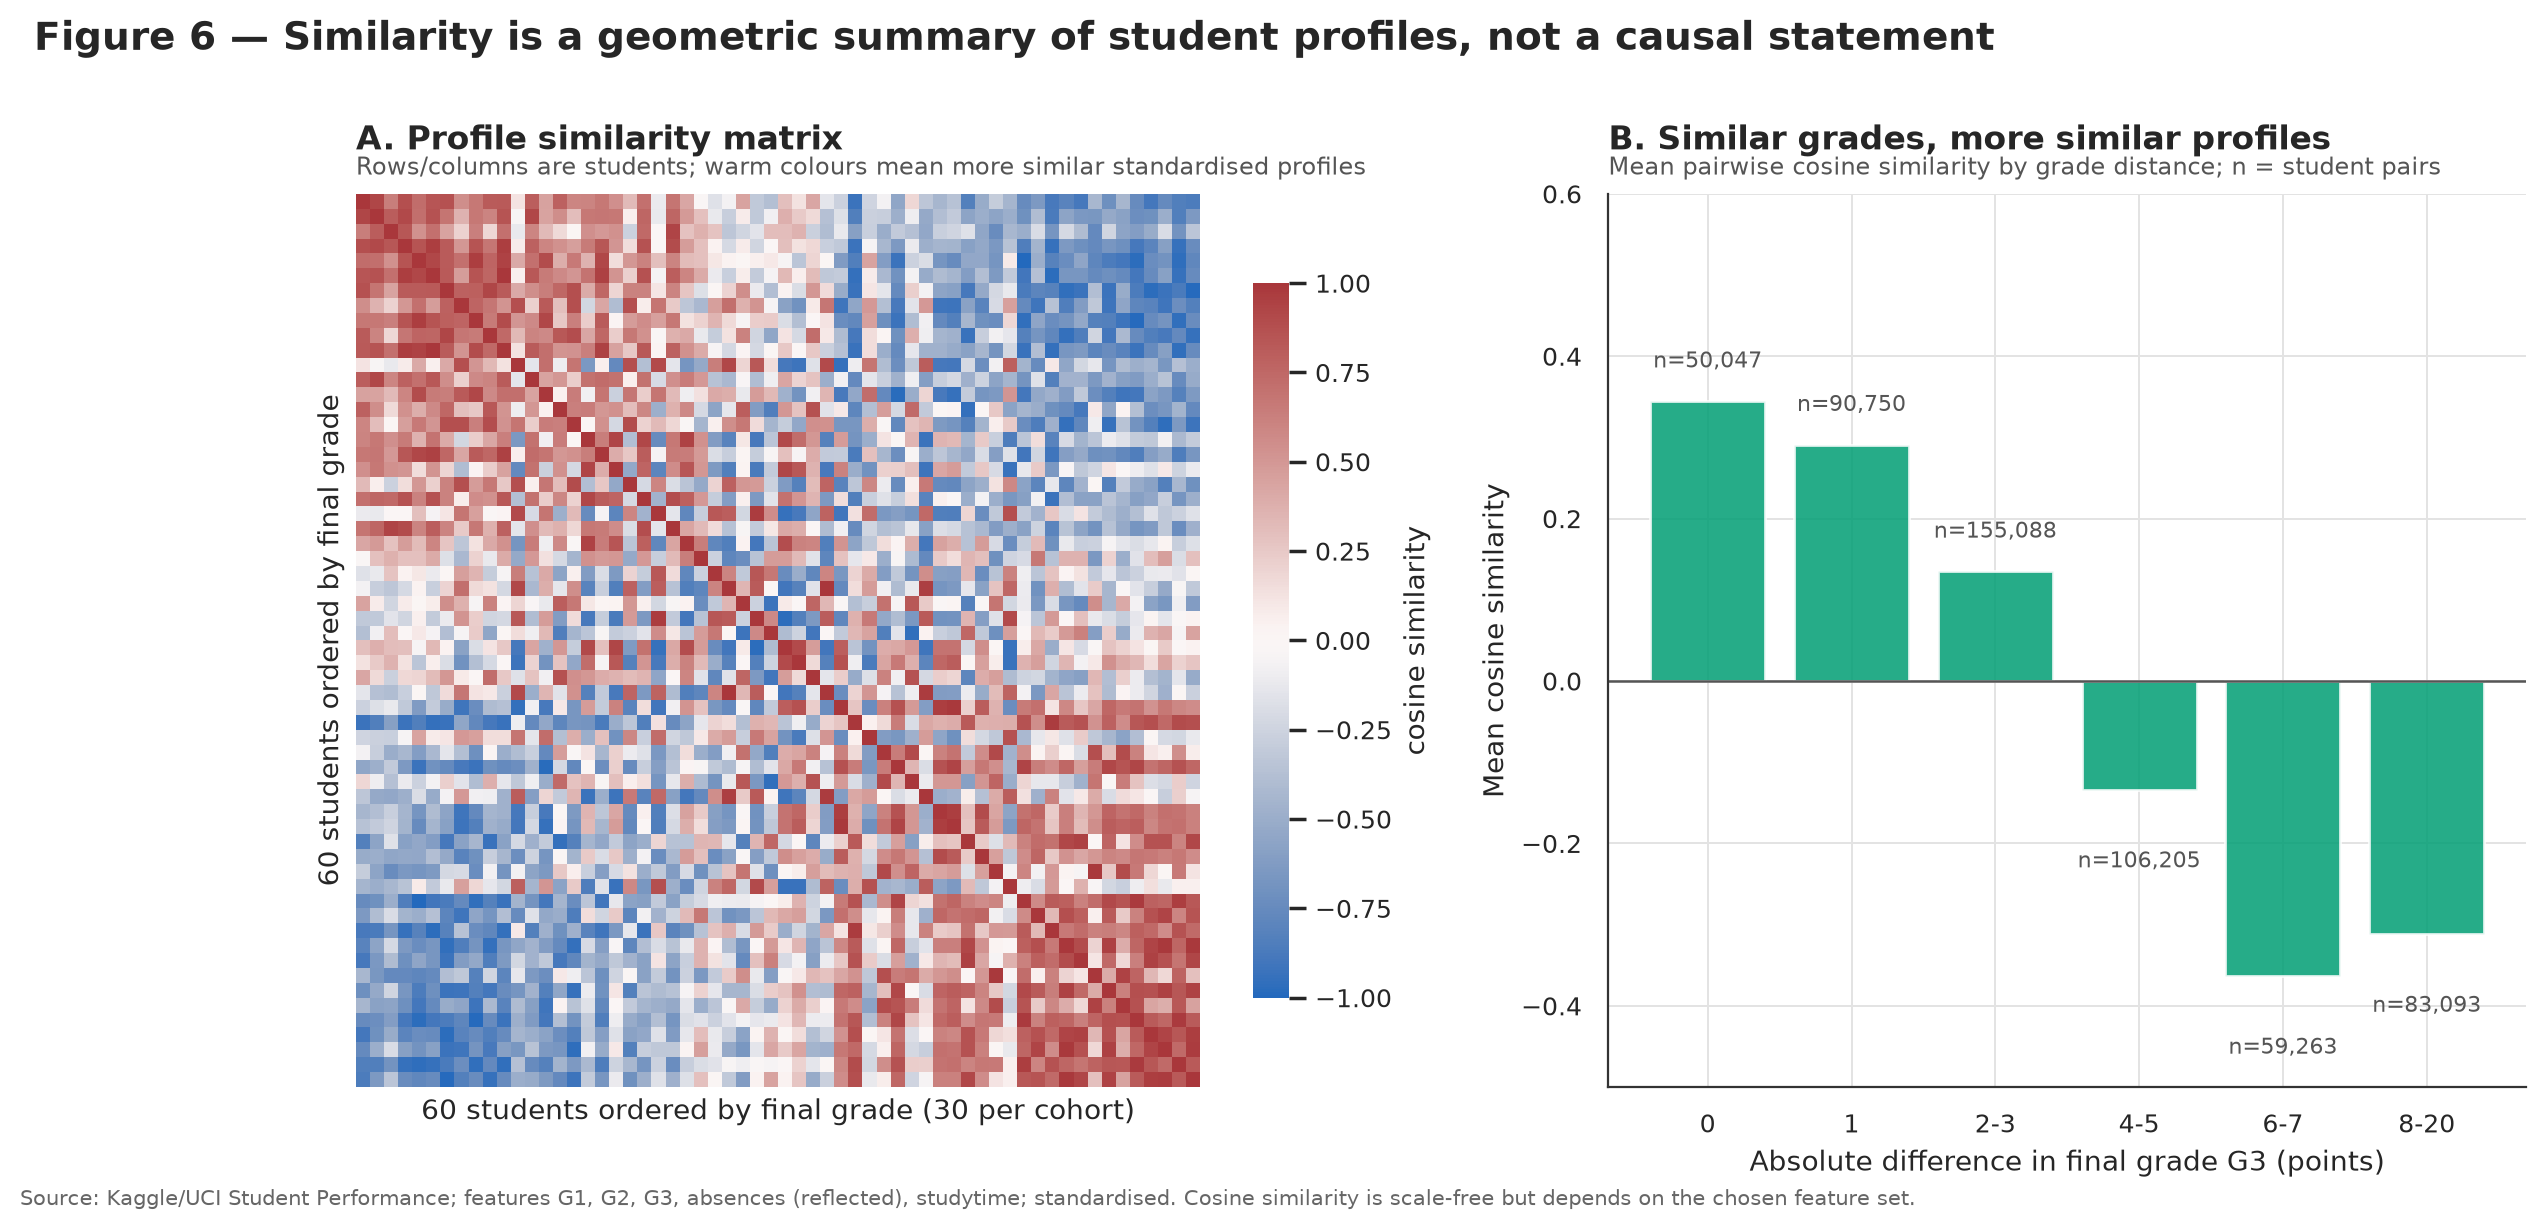 Figure 6 — Similarity is a geometric summary of student profiles, not a causal statement
A. Profile similarity matrix
Rows/columns are students; warm colours mean more similar standardised profiles
60 students ordered by final grade
60 students ordered by final grade (30 per cohort)
1.00
0.75
0.50
0.25
0.00
−0.25
−0.50
−0.75
−1.00
cosine similarity
B. Similar grades, more similar profiles
Mean pairwise cosine similarity by grade distance; n = student pairs
Mean cosine similarity
0.6
0.4
0.2
0.0
−0.2
−0.4
n=50,047
n=90,750
n=155,088
n=106,205
n=59,263
n=83,093
0
1
2-3
4-5
6-7
8-20
Absolute difference in final grade G3 (points)
Source: Kaggle/UCI Student Performance; features G1, G2, G3, absences (reflected), studytime; standardised. Cosine similarity is scale-free but depends on the chosen feature set.